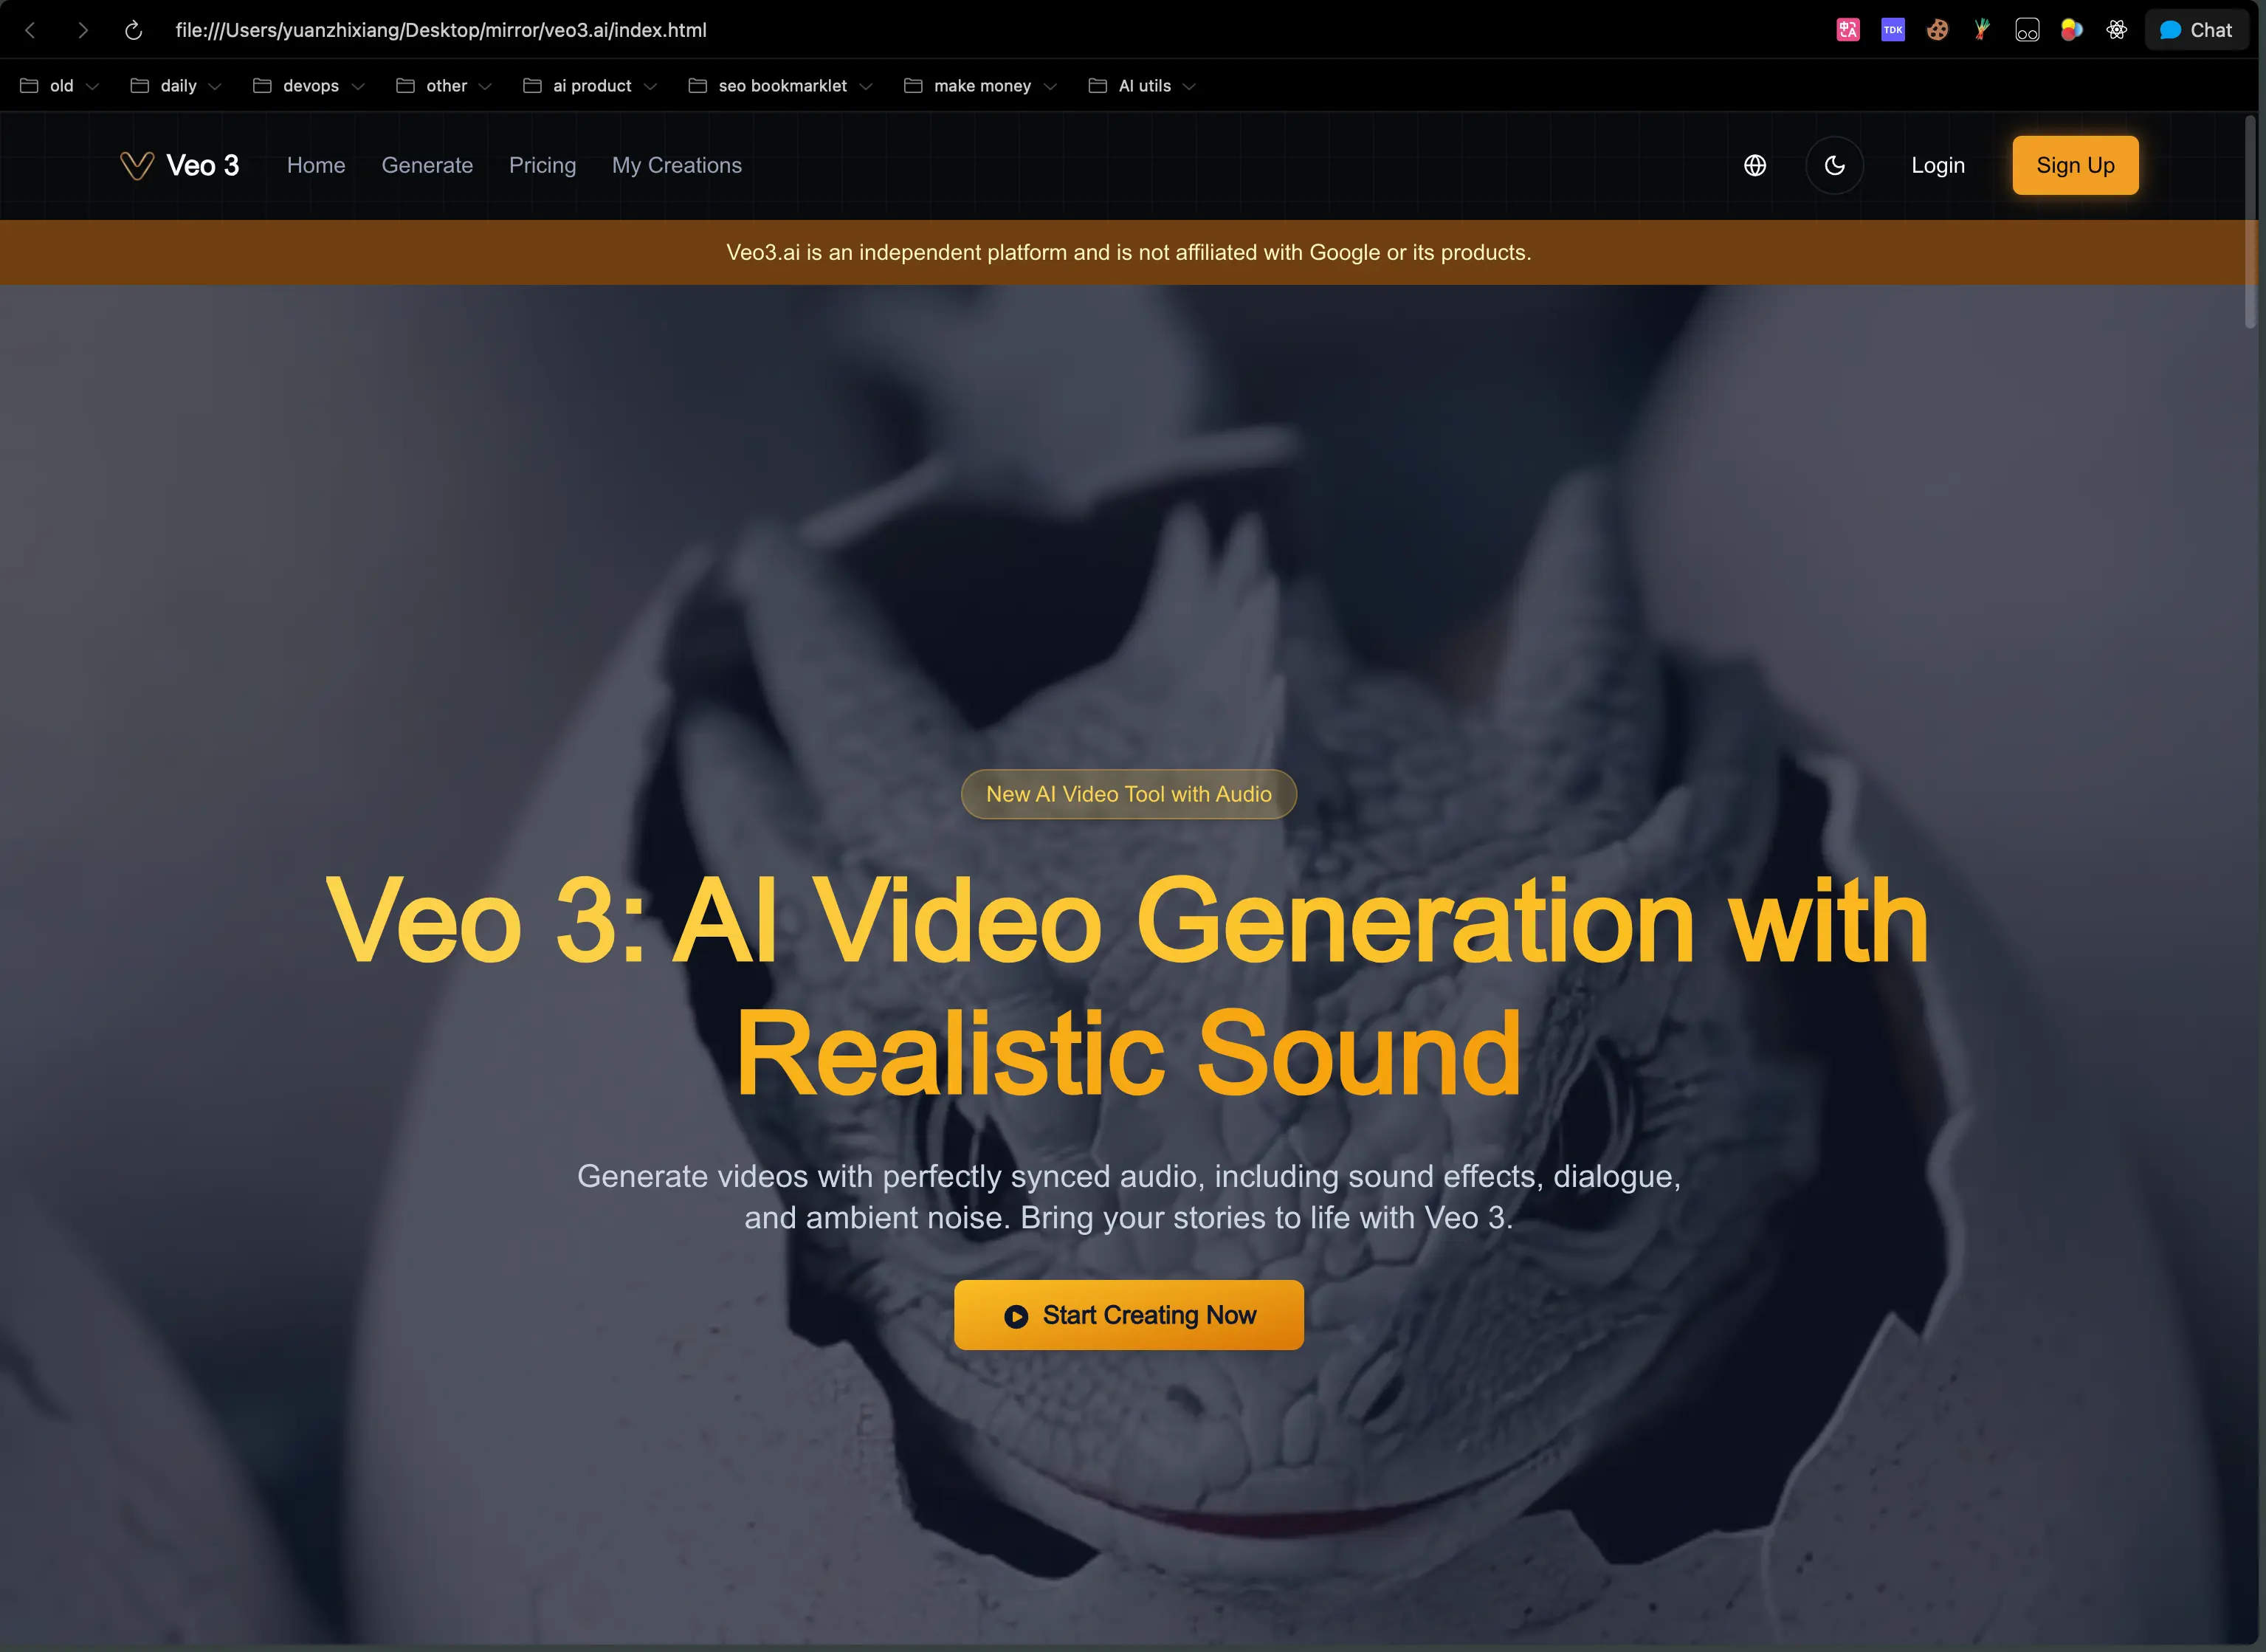 file:///Users/yuanzhixiang/Desktop/mirror/veo3.ai/index.html
TDK
Chat
old
daily
devops
other
ai product
seo bookmarklet
make money
AI utils
Veo 3
Home
Generate
Pricing
My Creations
Login
Sign Up
Veo3.ai is an independent platform and is not affiliated with Google or its products.
New AI Video Tool with Audio
Veo 3: AI Video Generation with
Realistic Sound
Generate videos with perfectly synced audio, including sound effects, dialogue,
and ambient noise. Bring your stories to life with Veo 3.
Start Creating Now